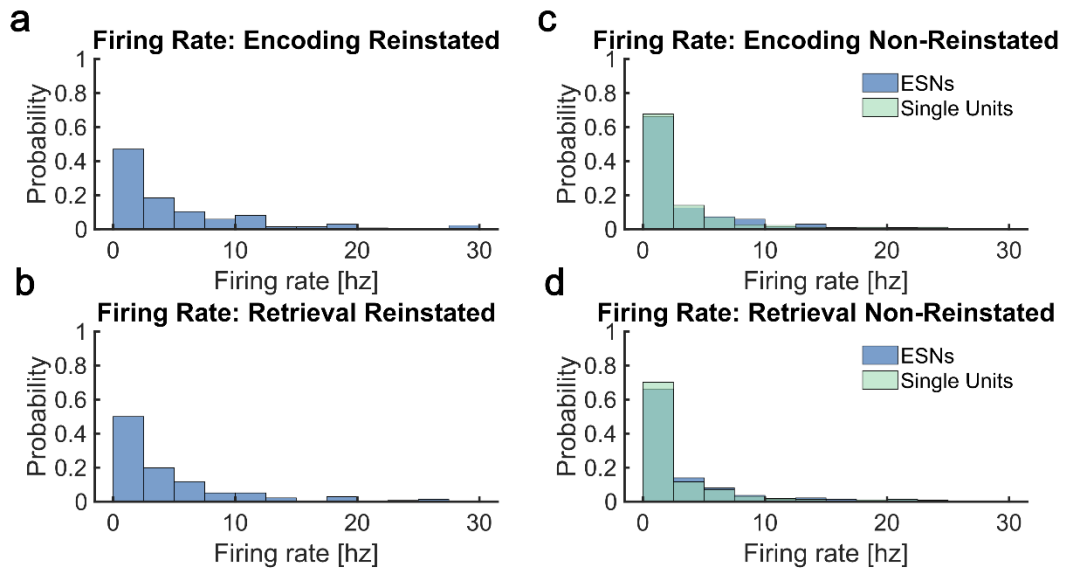 a
Firing Rate: Encoding Reinstated
1
0.8
0.6
0.4
0.2
0
Probability
0 10 20 30
Firing rate [hz]
b
Firing Rate: Retrieval Reinstated
1
0.8
0.6
0.4
0.2
0
Probability
0 10 20 30
Firing rate [hz]
c
Firing Rate: Encoding Non-Reinstated
1
0.8
0.6
0.4
0.2
0
Probability
ESNs
Single Units
0 10 20 30
Firing rate [hz]
d
Firing Rate: Retrieval Non-Reinstated
1
0.8
0.6
0.4
0.2
0
Probability
ESNs
Single Units
0 10 20 30
Firing rate [hz]